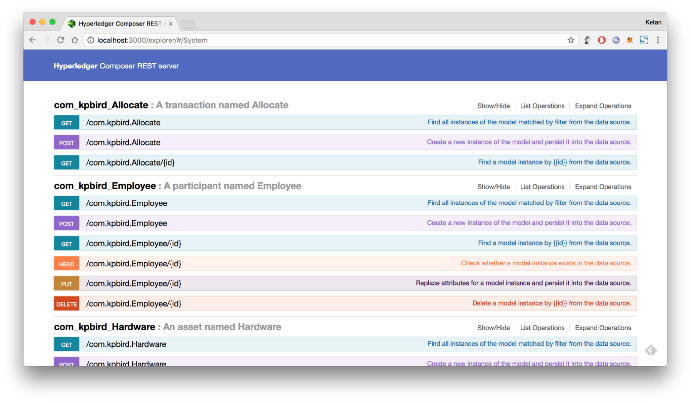 Hyperledger Composer REST s
Ketan
localhost:3000/explorer/#/System
Hyperledger Composer REST server
com_kpbird_Allocate : A transaction named Allocate Show/Hide List Operations Expand Operations
GET /com.kpbird.Allocate Find all instances of the model matched by filter from the data source.
POST /com.kpbird.Allocate Create a new instance of the model and persist it into the data source.
GET /com.kpbird.Allocate/{id} Find a model instance by {{id}} from the data source.
com_kpbird_Employee : A participant named Employee Show/Hide List Operations Expand Operations
GET /com.kpbird.Employee Find all instances of the model matched by filter from the data source.
POST /com.kpbird.Employee Create a new instance of the model and persist it into the data source.
GET /com.kpbird.Employee/{id} Find a model instance by {{id}} from the data source.
HEAD /com.kpbird.Employee/{id} Check whether a model instance exists in the data source.
PUT /com.kpbird.Employee/{id} Replace attributes for a model instance and persist it into the data source.
DELETE /com.kpbird.Employee/{id} Delete a model instance by {{id}} from the data source.
com_kpbird_Hardware : An asset named Hardware Show/Hide List Operations Expand Operations
GET /com.kpbird.Hardware Find all instances of the model matched by filter from the data source.
POST /com.kpbird.Hardware Create a new instance of the model and persist it into the data source.